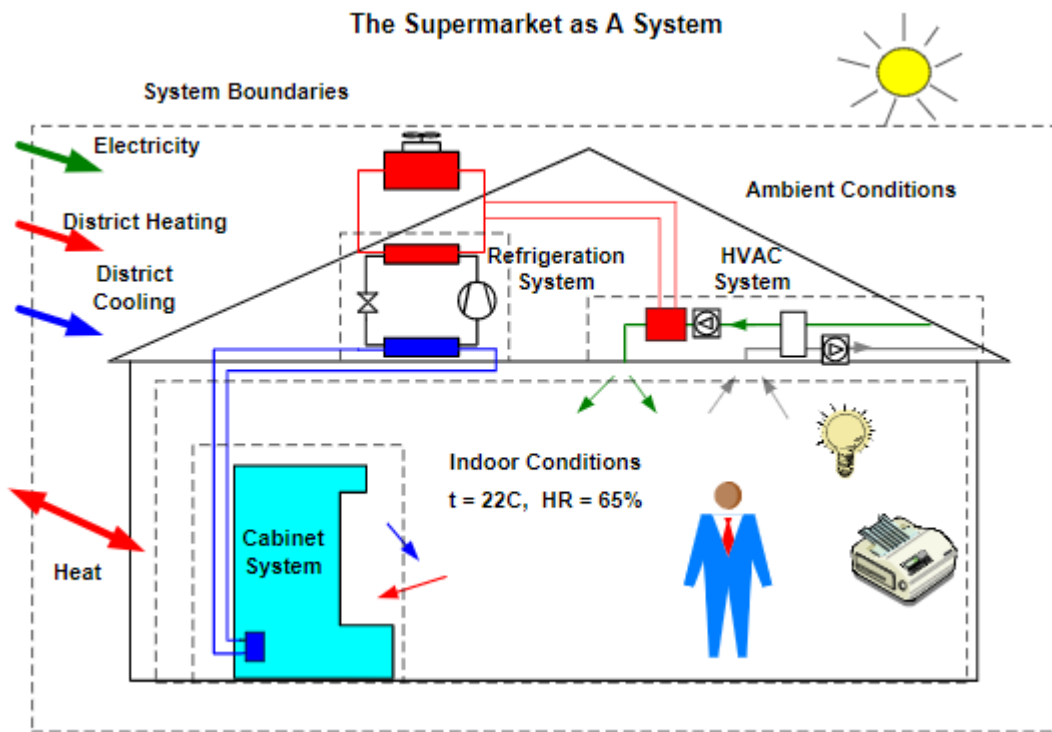 The Supermarket as A System
System Boundaries
Electricity
Ambient Conditions
District Heating
Refrigeration
System
HVAC
System
District
Cooling
Indoor Conditions
t = 22C, HR = 65%
Cabinet
System
Heat